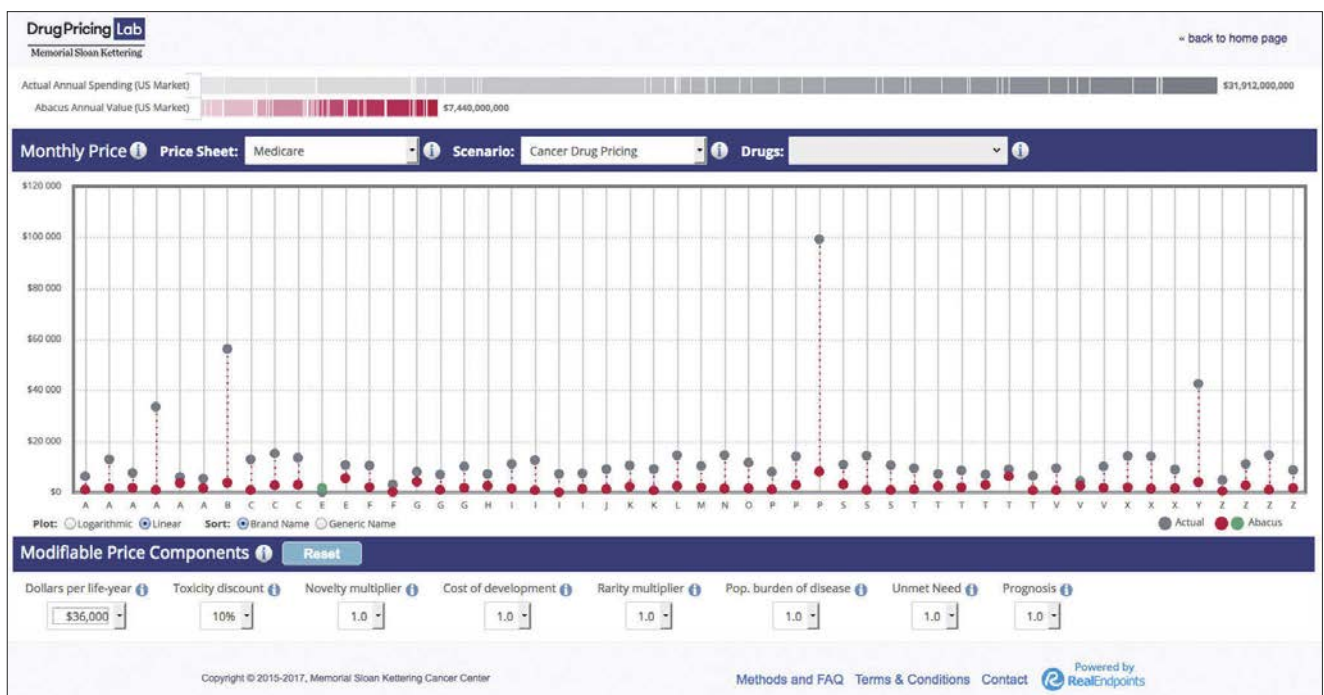 DrugPricing Lab
Memorial Sloan Kettering
« back to home page
Actual Annual Spending (US Market)
$31,912,000,000
Abacus Annual Value (US Market)
$7,440,000,000
Monthly Price Price Sheet: Medicare Scenario: Cancer Drug Pricing Drugs:
$120 000
$100 000
$80 000
$60 000
$40 000
$20 000
$0
A A A A A A B C C C E E F F G G G H I I I I J K K L M N O P P P S S S T T T T T T V V V X X X Y Z Z Z Z
Plot: Logarithmic Linear Sort: Brand Name Generic Name
Actual Abacus
Modifiable Price Components Reset
Dollars per life-year Toxicity discount Novelty multiplier Cost of development Rarity multiplier Pop. burden of disease Unmet Need Prognosis
$36,000 10% 1.0 1.0 1.0 1.0 1.0 1.0
Copyright © 2015-2017, Memorial Sloan Kettering Cancer Center
Methods and FAQ Terms & Conditions Contact
Powered by
RealEndpoints